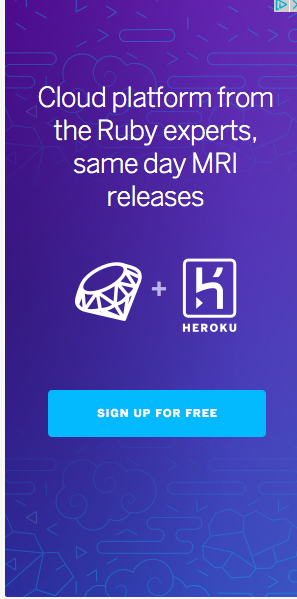 Cloud platform from
the Ruby experts,
same day MRI
releases
+
HEROKU
SIGN UP FOR FREE